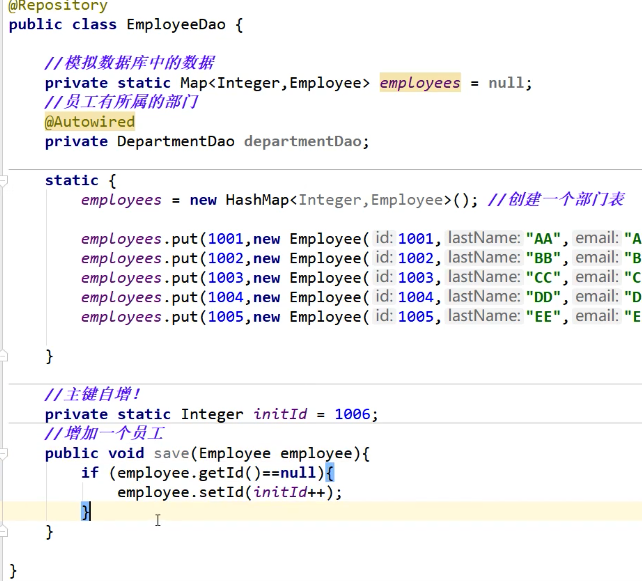 @Repository
public class EmployeeDao {
//模拟数据库中的数据
private static Map<Integer,Employee> employees = null;
//员工有所属的部门
@Autowired
private DepartmentDao departmentDao;
static {
employees = new HashMap<Integer,Employee>(); //创建一个部门表
employees.put(1001,new Employee( id: 1001, lastName: "AA", email: "A
employees.put(1002,new Employee( id: 1002, lastName: "BB", email: "B
employees.put(1003,new Employee( id: 1003, lastName: "CC", email: "C
employees.put(1004,new Employee( id: 1004, lastName: "DD", email: "D
employees.put(1005,new Employee( id: 1005, lastName: "EE", email: "E
}
//主键自增！
private static Integer initId = 1006;
//增加一个员工
public void save(Employee employee){
if (employee.getId()==null){
employee.setId(initId++);
}
}
}